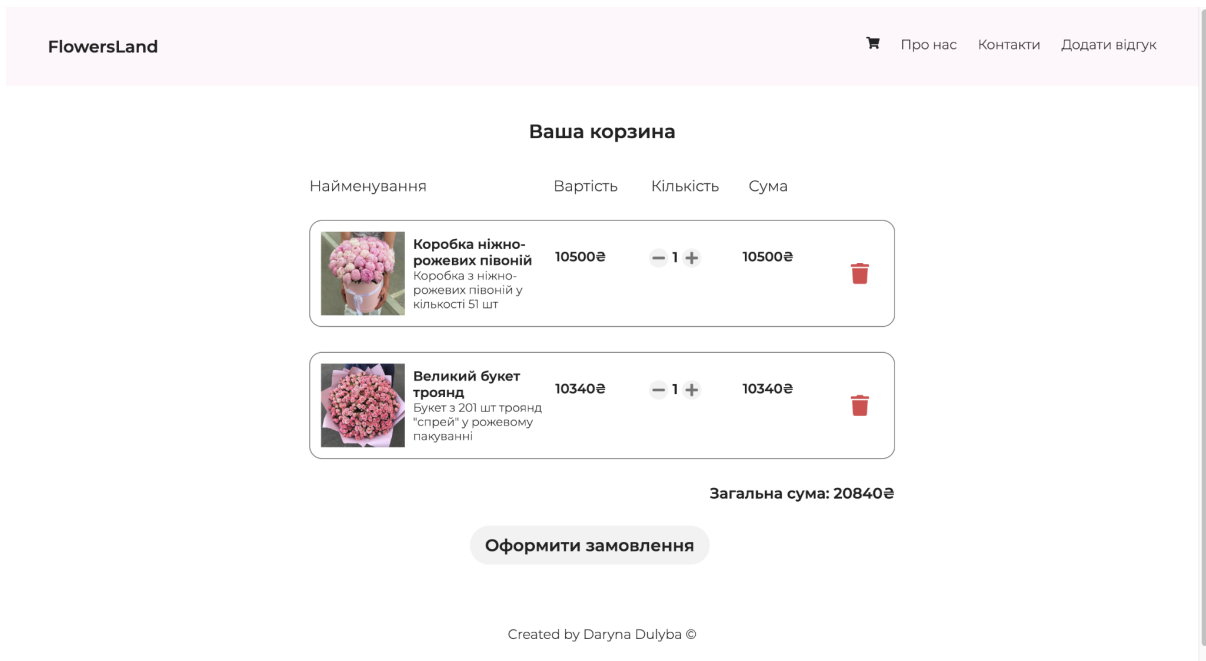 FlowersLand
Про нас Контакти Додати відгук
Ваша корзина
Найменування Вартість Кількість Сума
Коробка ніжно-
рожевих півоній
Коробка з ніжно-
рожевих півоній у
кількості 51 шт
10500₴ 1 10500₴
Великий букет
троянд
Букет з 201 шт троянд
"спрей" у рожевому
пакуванні
10340₴ 1 10340₴
Загальна сума: 20840₴
Оформити замовлення
Created by Daryna Dulyba ©